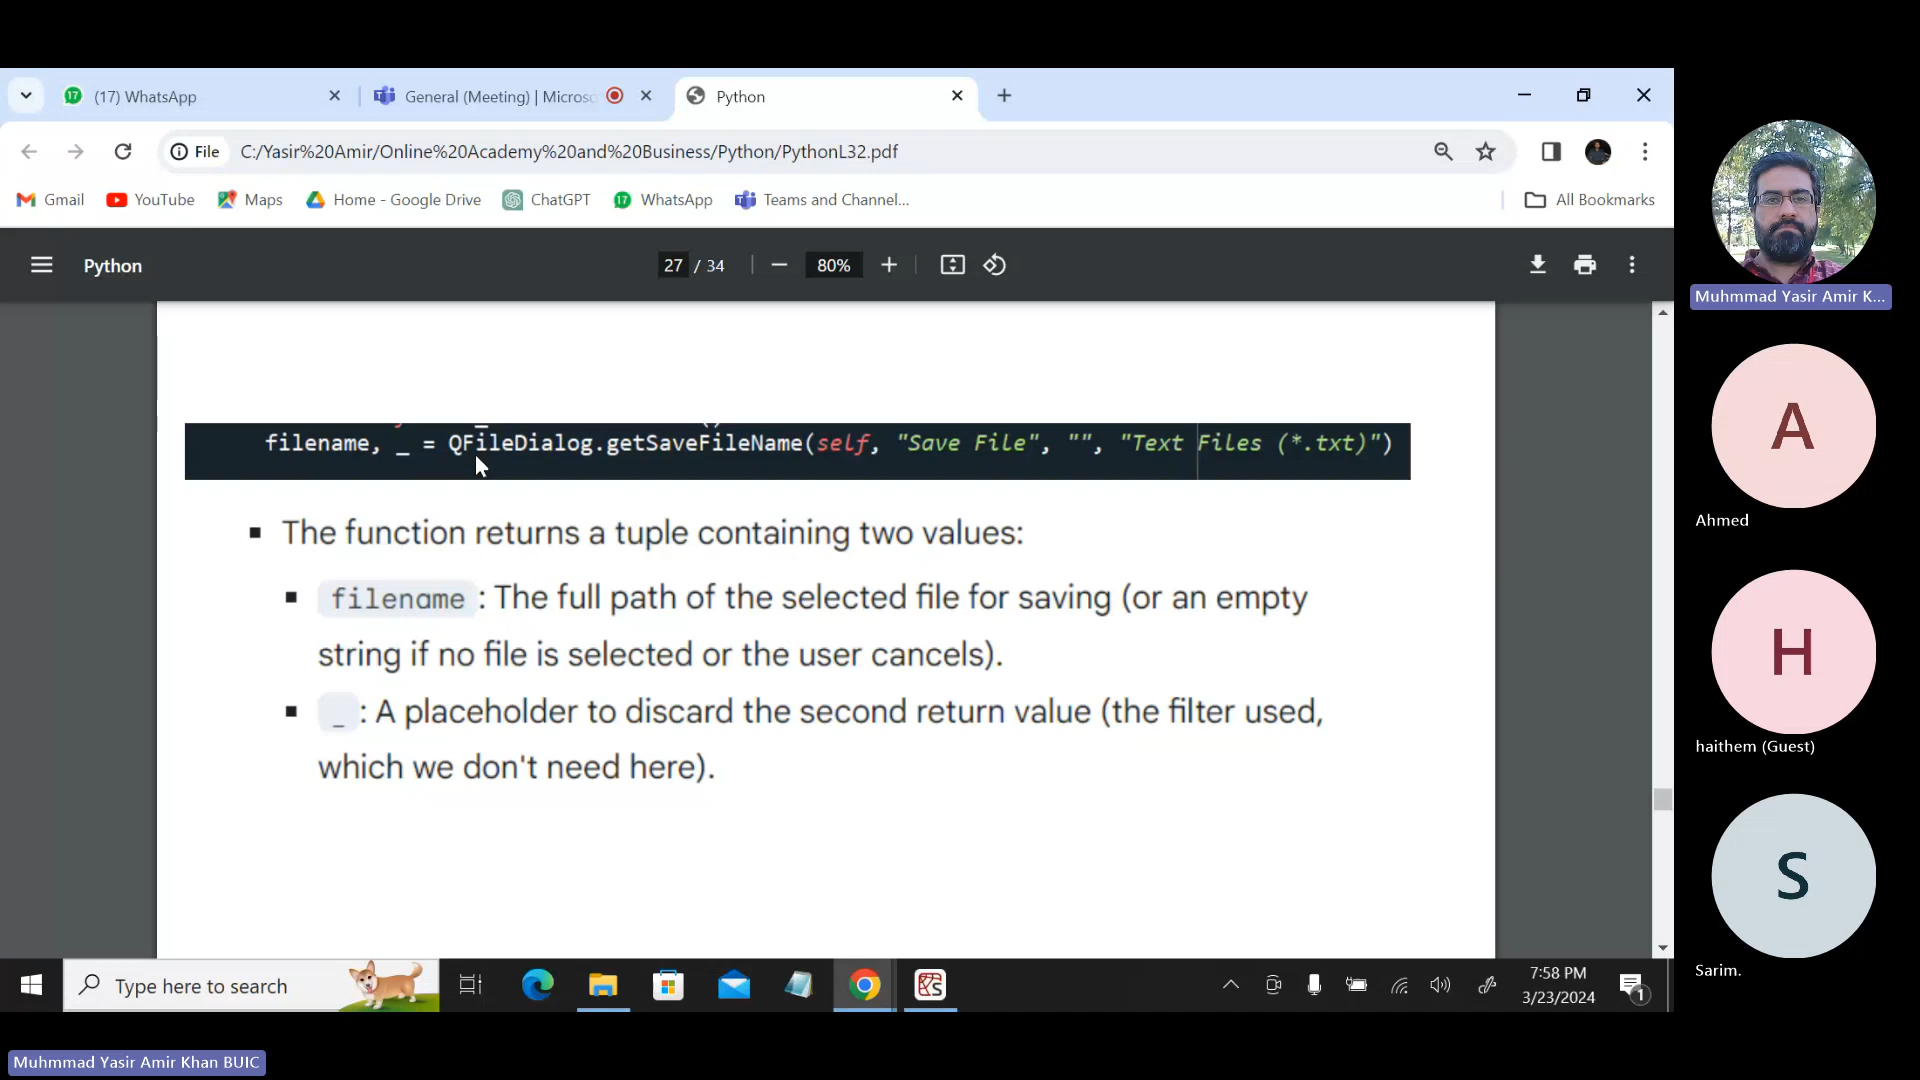 17
(17) WhatsApp
General (Meeting) | Microsc
Python
File
C:/Yasir%20Amir/Online%20Academy%20and%20Business/Python/PythonL32.pdf
Gmail
YouTube
Maps
Home - Google Drive
ChatGPT
17
WhatsApp
Teams and Channel...
All Bookmarks
Python
27 / 34
80%
filename, _ = QFileDialog.getSaveFileName(self, "Save File", "", "Text Files (*.txt)")
▪ The function returns a tuple containing two values:
▪ filename : The full path of the selected file for saving (or an empty
string if no file is selected or the user cancels).
▪ _ : A placeholder to discard the second return value (the filter used,
which we don't need here).
Type here to search
7:58 PM
3/23/2024
1
Muhmmad Yasir Amir K...
A
Ahmed
H
haithem (Guest)
S
Sarim.
Muhmmad Yasir Amir Khan BUIC